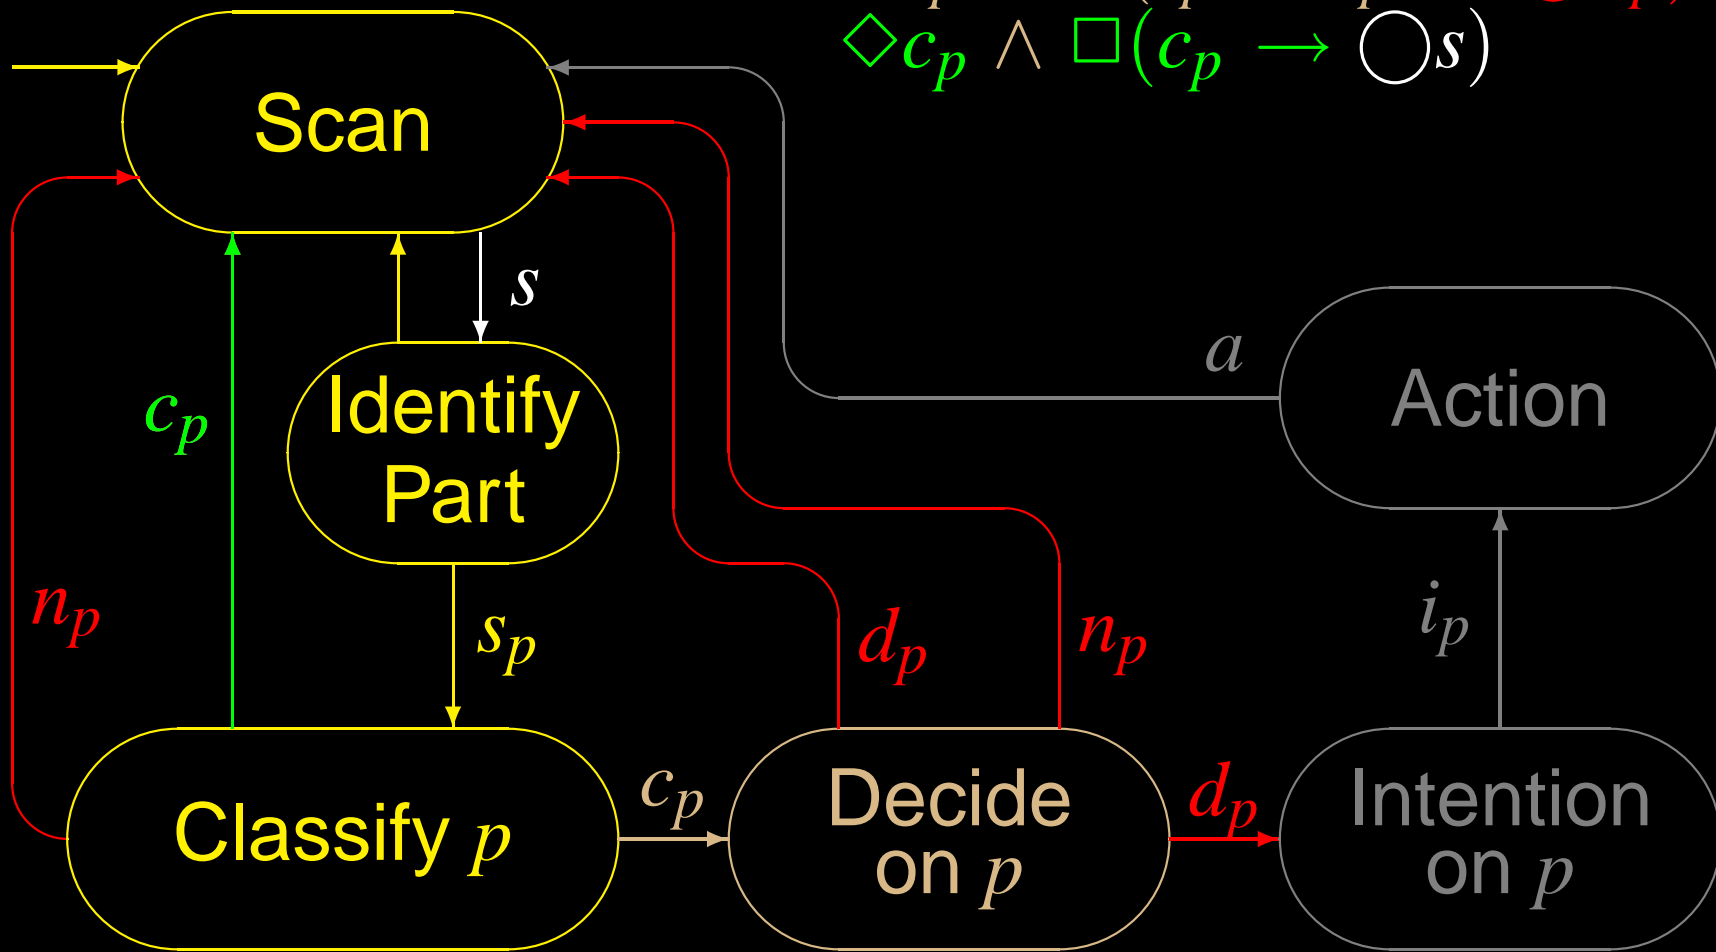 ◇c_p ∧ □(c_p → ◯s)
Scan
s
a
Action
c_p
Identify
Part
n_p
s_p
d_p
n_p
i_p
Classify p
c_p
Decide
on p
d_p
Intention
on p